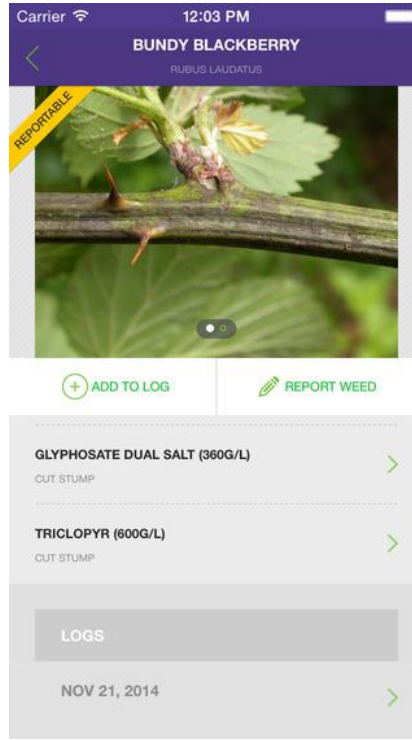 Carrier 12:03 PM
BUNDY BLACKBERRY
RUBUS LAUDATUS
REPORTABLE
ADD TO LOG
REPORT WEED
GLYPHOSATE DUAL SALT (360G/L)
CUT STUMP
TRICLOPYR (600G/L)
CUT STUMP
LOGS
NOV 21, 2014